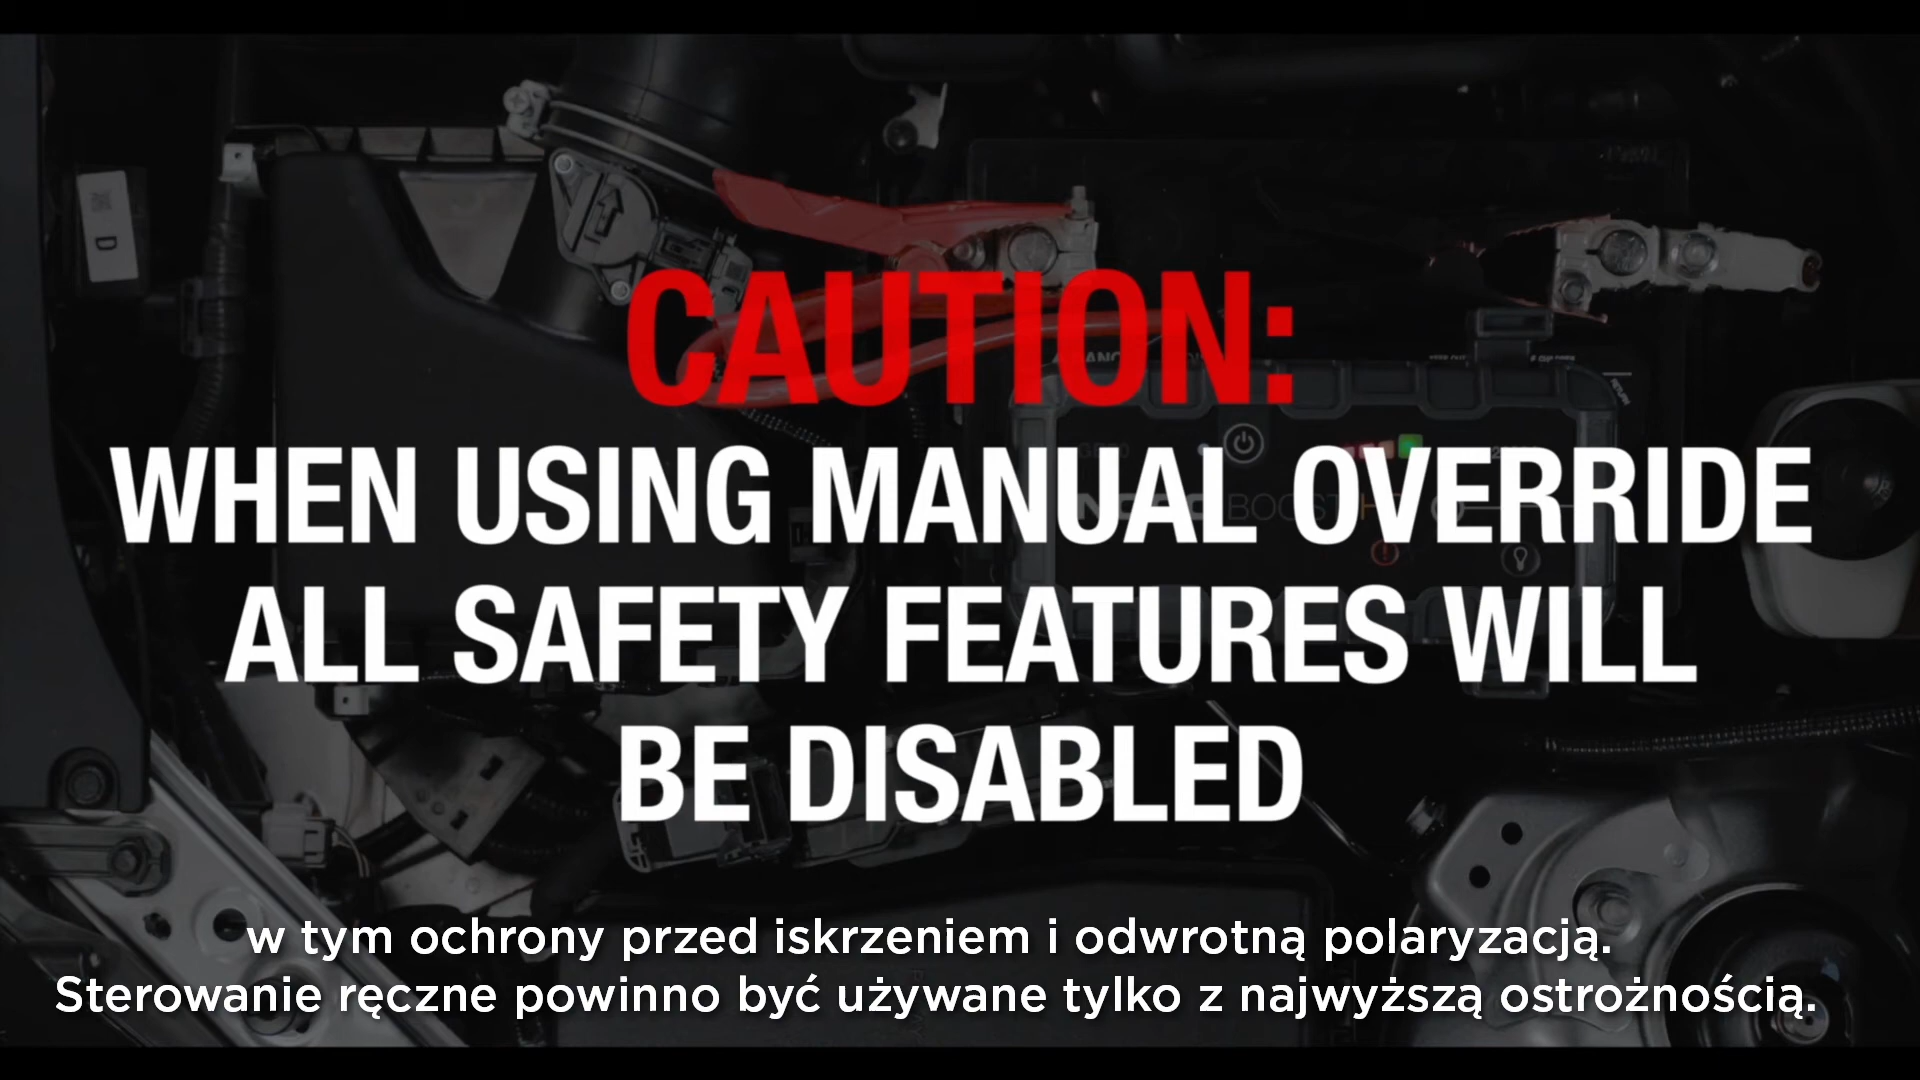 CAUTION:
WHEN USING MANUAL OVERRIDE
ALL SAFETY FEATURES WILL
BE DISABLED
w tym ochrony przed iskrzeniem i odwrotną polaryzacją.
Sterowanie ręczne powinno być używane tylko z najwyższą ostrożnością.
D
BOOST